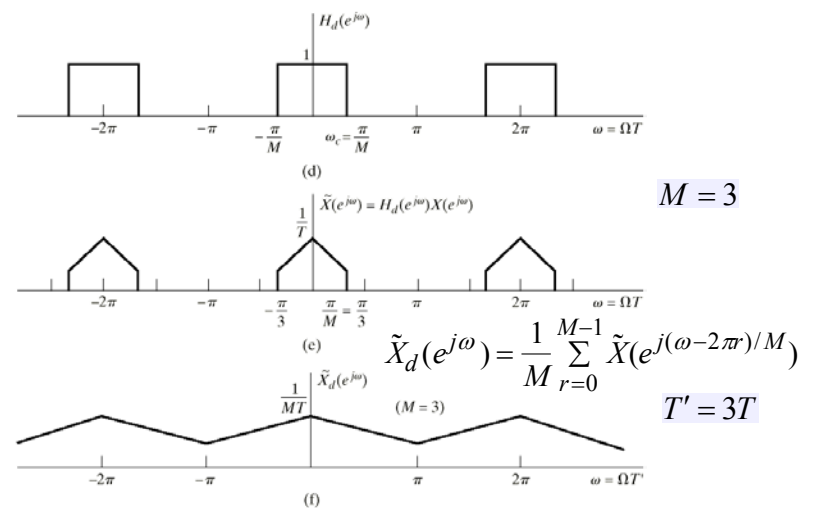 H_d(e^{jω})
1
−2π −π −π/M ω_c = π/M π 2π ω = ΩT
(d)
M = 3
X̃(e^{jω}) = H_d(e^{jω})X(e^{jω})
1/T
−2π −π −π/3 π/M = π/3 π 2π ω = ΩT
(e)
X̃_d(e^{jω}) = 1/M ∑_{r=0}^{M−1} X̃(e^{j(ω−2πr)/M})
X̃_d(e^{jω})
1/MT (M = 3)
T′ = 3T
−2π −π π 2π ω = ΩT′
(f)